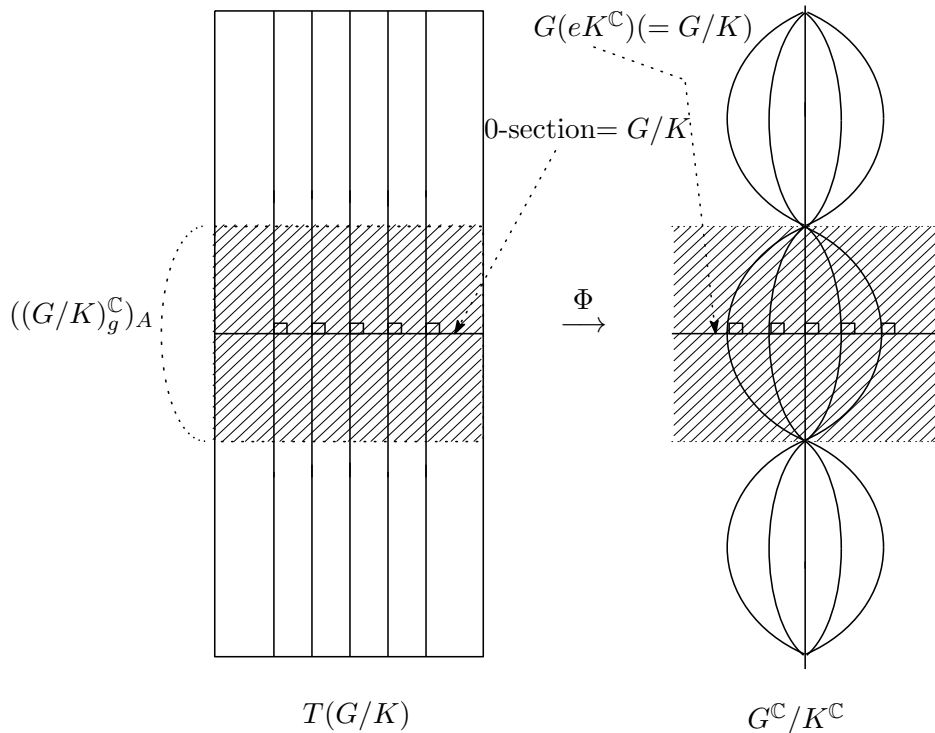 G(eK^ℂ)(= G/K)
0-section= G/K
((G/K)^ℂ_g)_A
Φ
→
T(G/K)
G^ℂ/K^ℂ